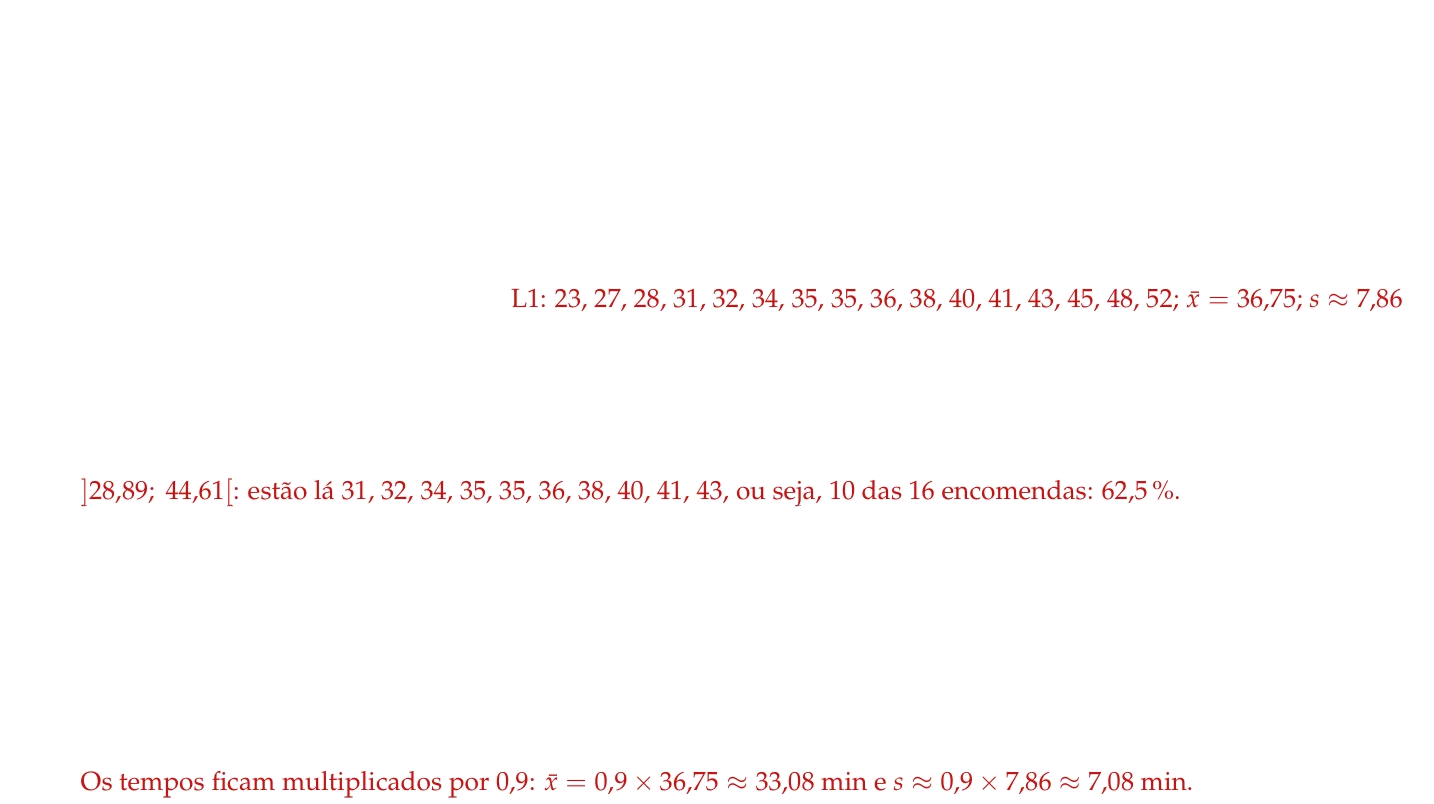 L1: 23, 27, 28, 31, 32, 34, 35, 35, 36, 38, 40, 41, 43, 45, 48, 52; x̄ = 36,75; s ≈ 7,86
]28,89; 44,61[: estão lá 31, 32, 34, 35, 35, 36, 38, 40, 41, 43, ou seja, 10 das 16 encomendas: 62,5 %.
Os tempos ficam multiplicados por 0,9: x̄ = 0,9 × 36,75 ≈ 33,08 min e s ≈ 0,9 × 7,86 ≈ 7,08 min.